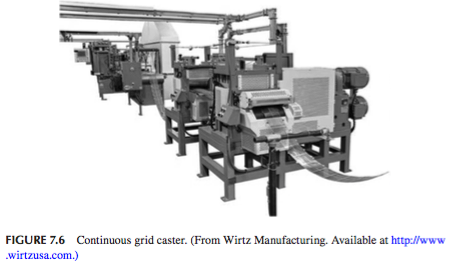 FIGURE 7.6 Continuous grid caster. (From Wirtz Manufacturing. Available at http://www
.wirtzusa.com.)